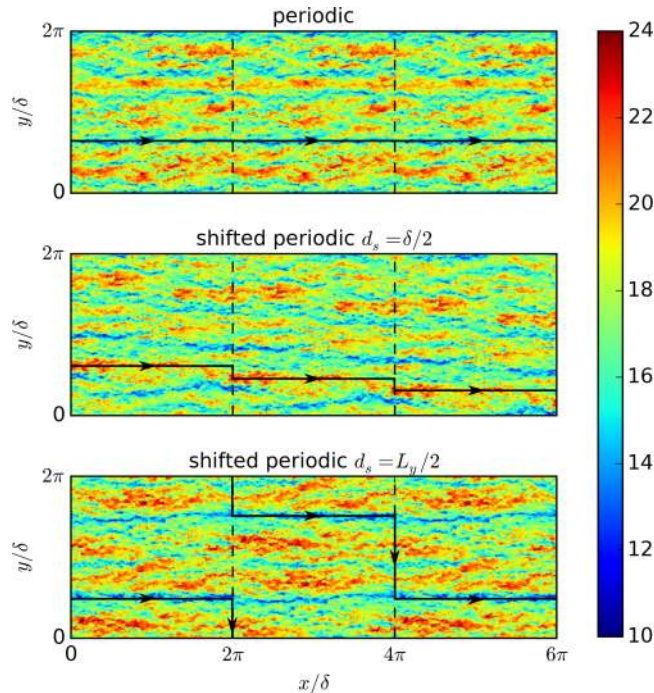 periodic
2π
y/δ
0
shifted periodic d_s = δ/2
2π
y/δ
0
shifted periodic d_s = L_y/2
2π
y/δ
0
0 2π 4π 6π
x/δ
24
22
20
18
16
14
12
10